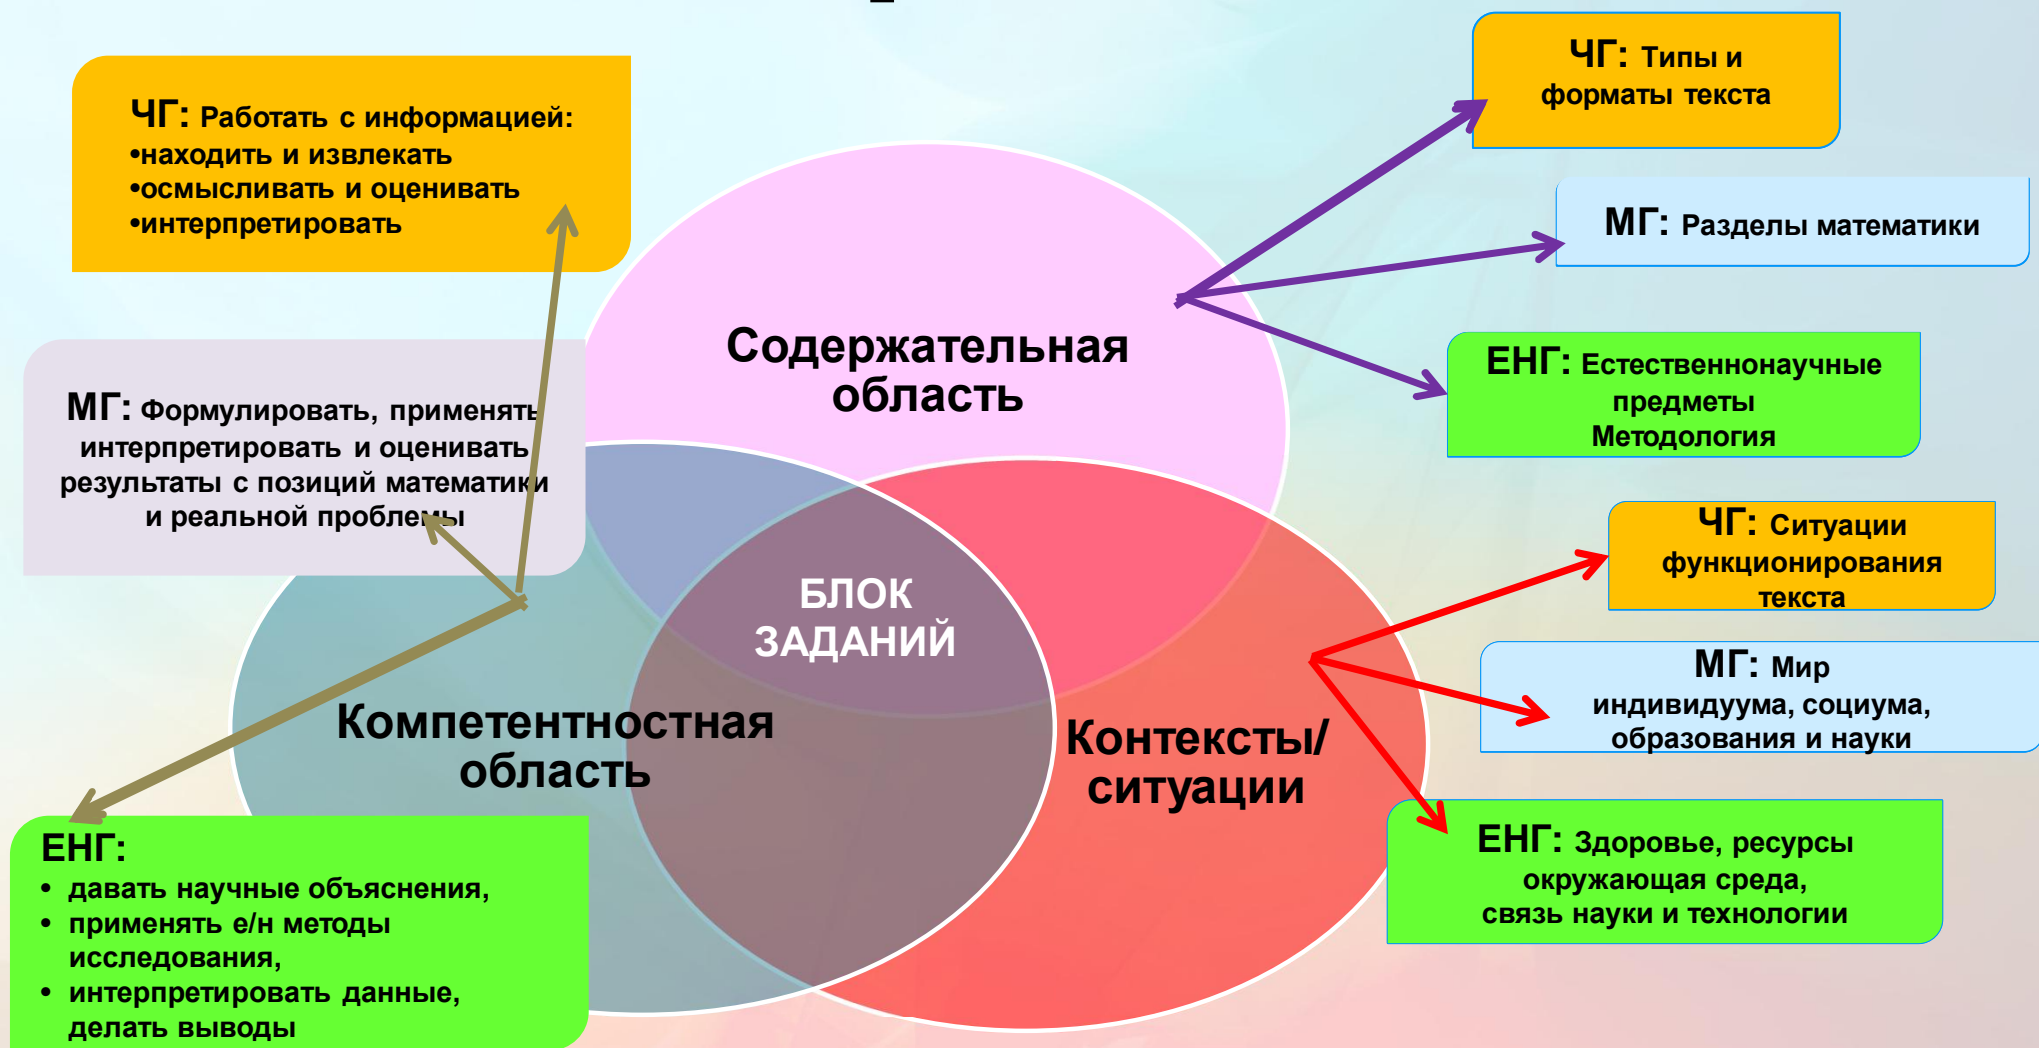 ЧГ: Работать с информацией:
•находить и извлекать
•осмысливать и оценивать
•интерпретировать
МГ: Формулировать, применять
интерпретировать и оценивать
результаты с позиций математики
и реальной проблемы
ЕНГ:
• давать научные объяснения,
• применять е/н методы
исследования,
• интерпретировать данные,
делать выводы
Содержательная
область
БЛОК
ЗАДАНИЙ
Компетентностная
область
Контексты/
ситуации
ЧГ: Типы и
форматы текста
МГ: Разделы математики
ЕНГ: Естественнонаучные
предметы
Методология
ЧГ: Ситуации
функционирования
текста
МГ: Мир
индивидуума, социума,
образования и науки
ЕНГ: Здоровье, ресурсы
окружающая среда,
связь науки и технологии